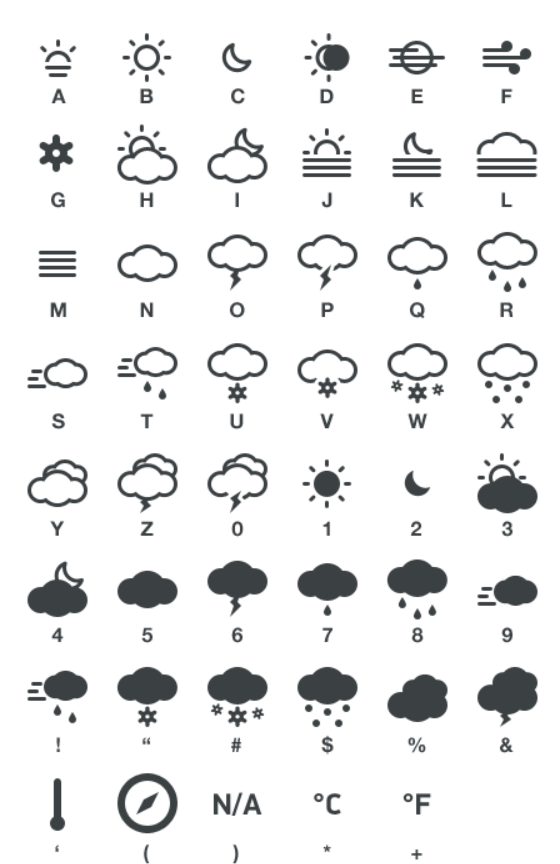 A B C D E F
G H I J K L
M N O P Q R
S T U V W X
Y Z 0 1 2 3
4 5 6 7 8 9
! “ # $ % &
N/A °C °F
‘ ( ) * +